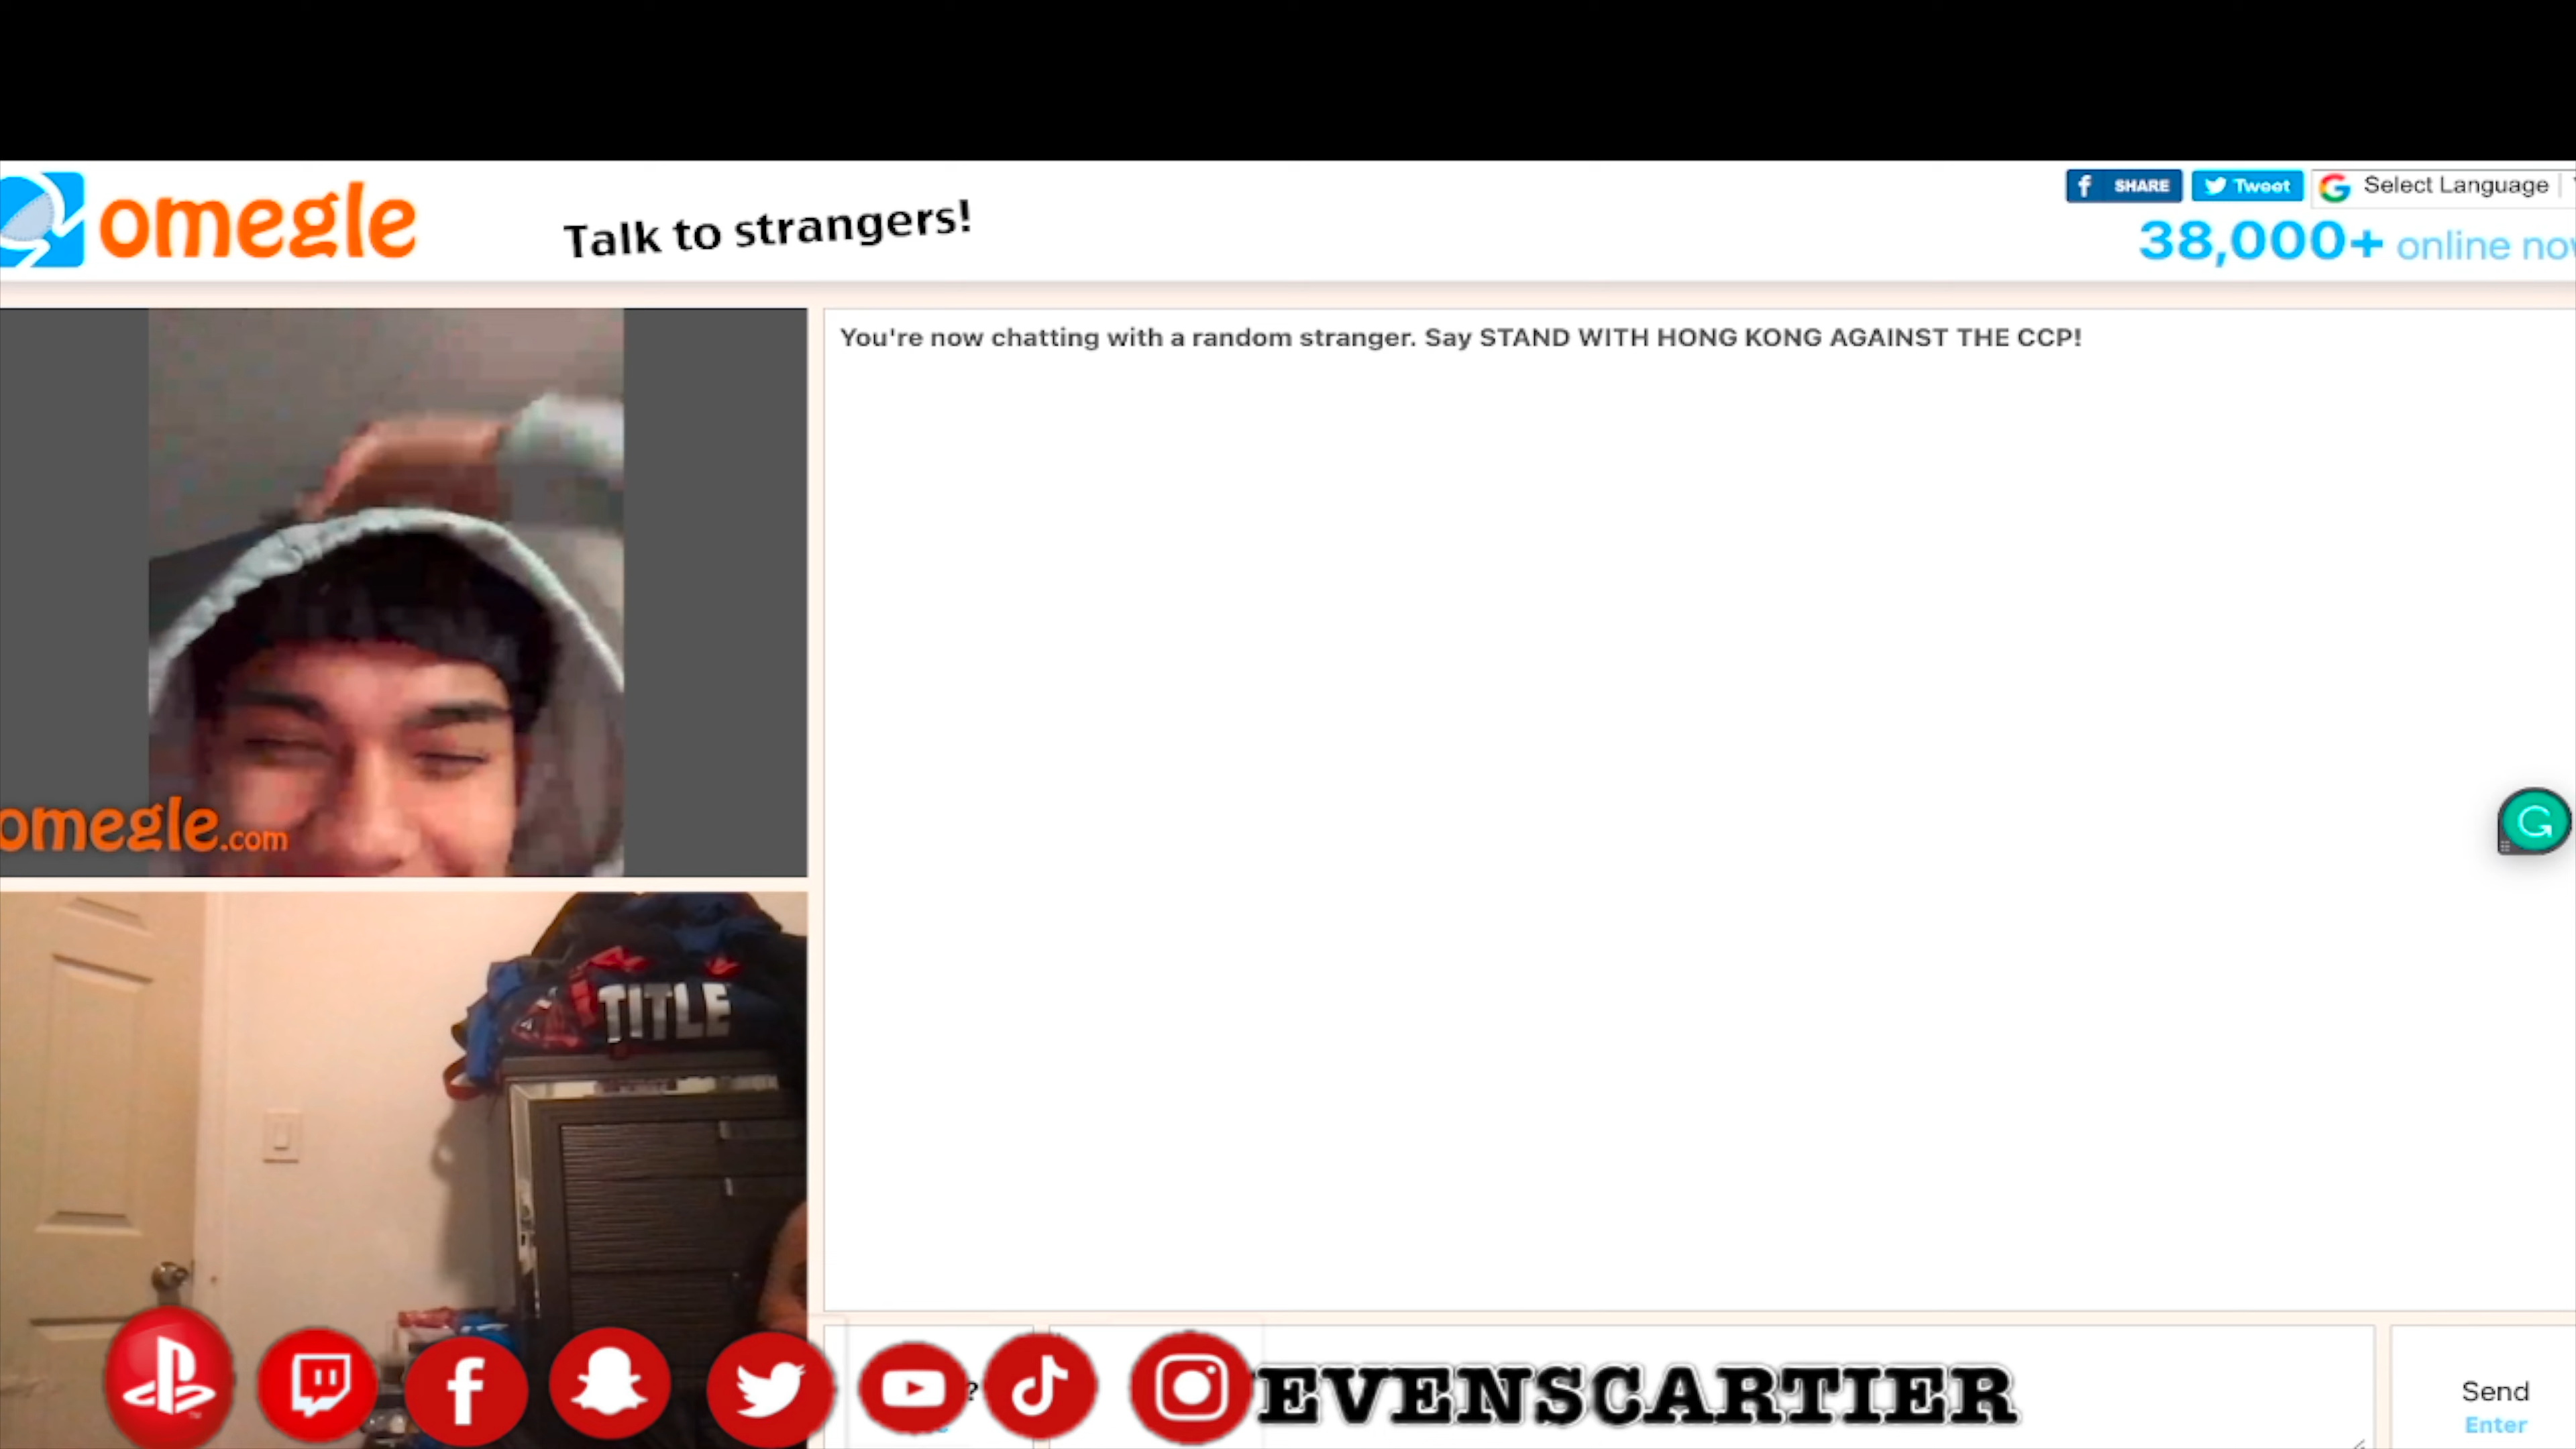 omegle
Talk to strangers!
f SHARE
Tweet
G Select Language
38,000+ online now
You're now chatting with a random stranger. Say STAND WITH HONG KONG AGAINST THE CCP!
omegle.com
TITLE
?
EVENSCARTIER
Send
Enter